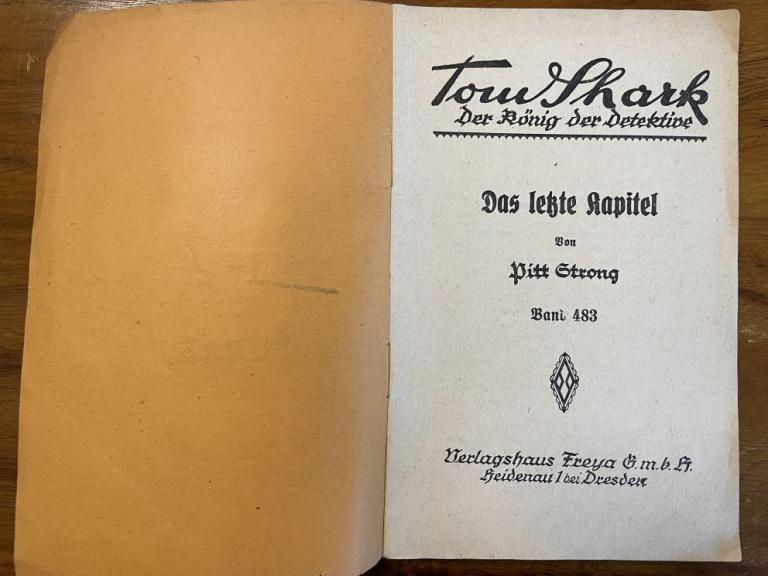 Tom Shark
Der König der Detektive
Das letzte Kapitel
Von
Pitt Strong
Band 483
Verlagshaus Freya G.m.b.H.
Heidenau 1 bei Dresden